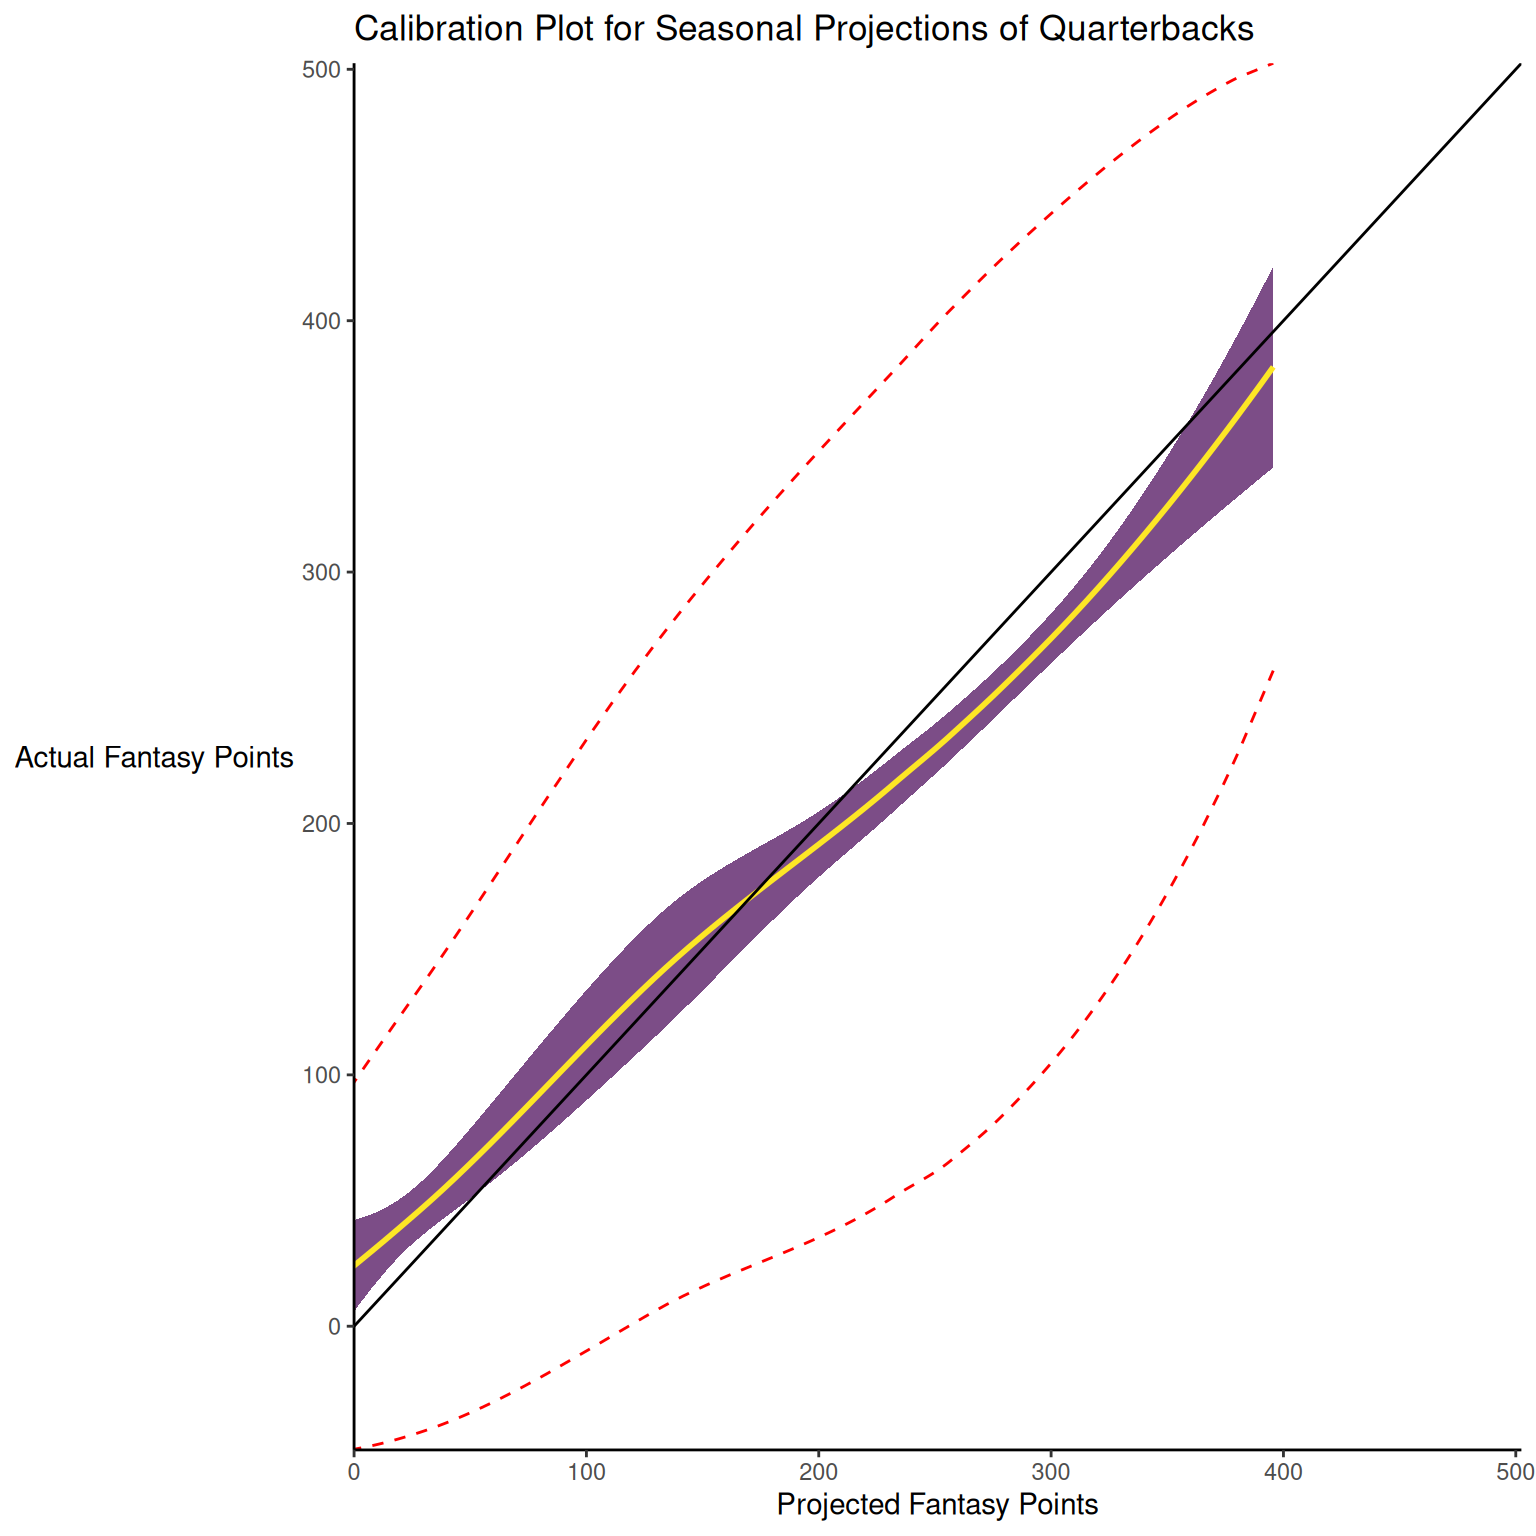 Calibration Plot for Seasonal Projections of Quarterbacks
500
400
300
Actual Fantasy Points
200
100
0
0 100 200 300 400 500
Projected Fantasy Points